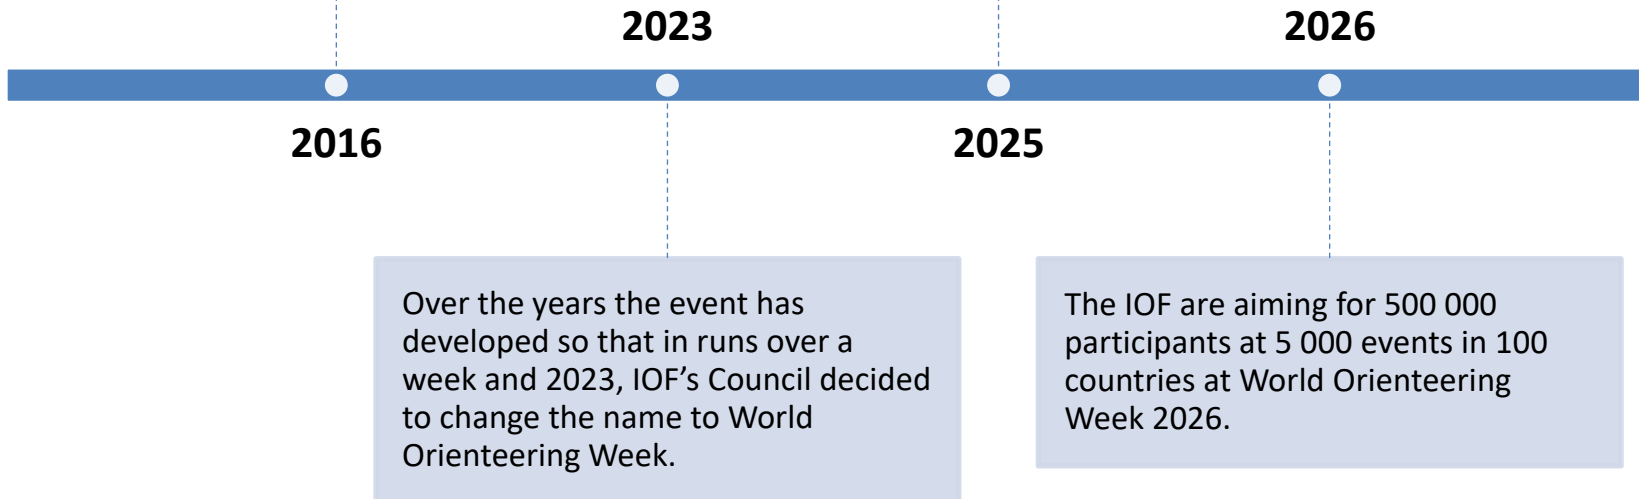 2023
2026
2016
2025
Over the years the event has
developed so that in runs over a
week and 2023, IOF’s Council decided
to change the name to World
Orienteering Week.
The IOF are aiming for 500 000
participants at 5 000 events in 100
countries at World Orienteering
Week 2026.